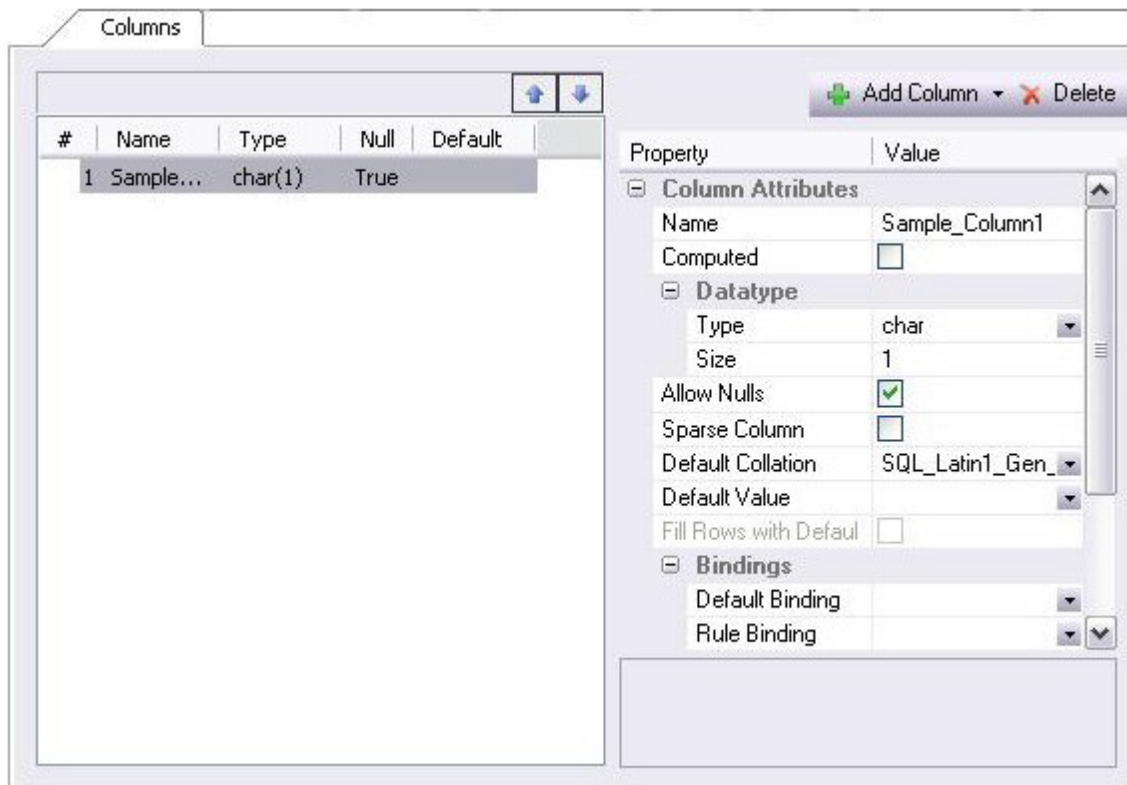 Columns
Add Column Delete
# Name Type Null Default
1 Sample... char(1) True
Property Value
Column Attributes
Name Sample_Column1
Computed
Datatype
Type char
Size 1
Allow Nulls
Sparse Column
Default Collation SQL_Latin1_Gen_
Default Value
Fill Rows with Defaul
Bindings
Default Binding
Rule Binding